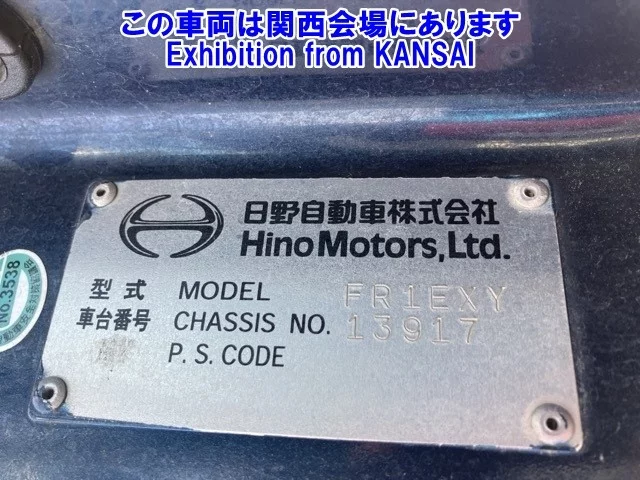 この車両は関西会場にあります
Exhibition from KANSAI
日野自動車株式会社
Hino Motors, Ltd.
型式 MODEL FR1EXY
車台番号 CHASSIS NO. 13917
P. S. CODE
No.3538